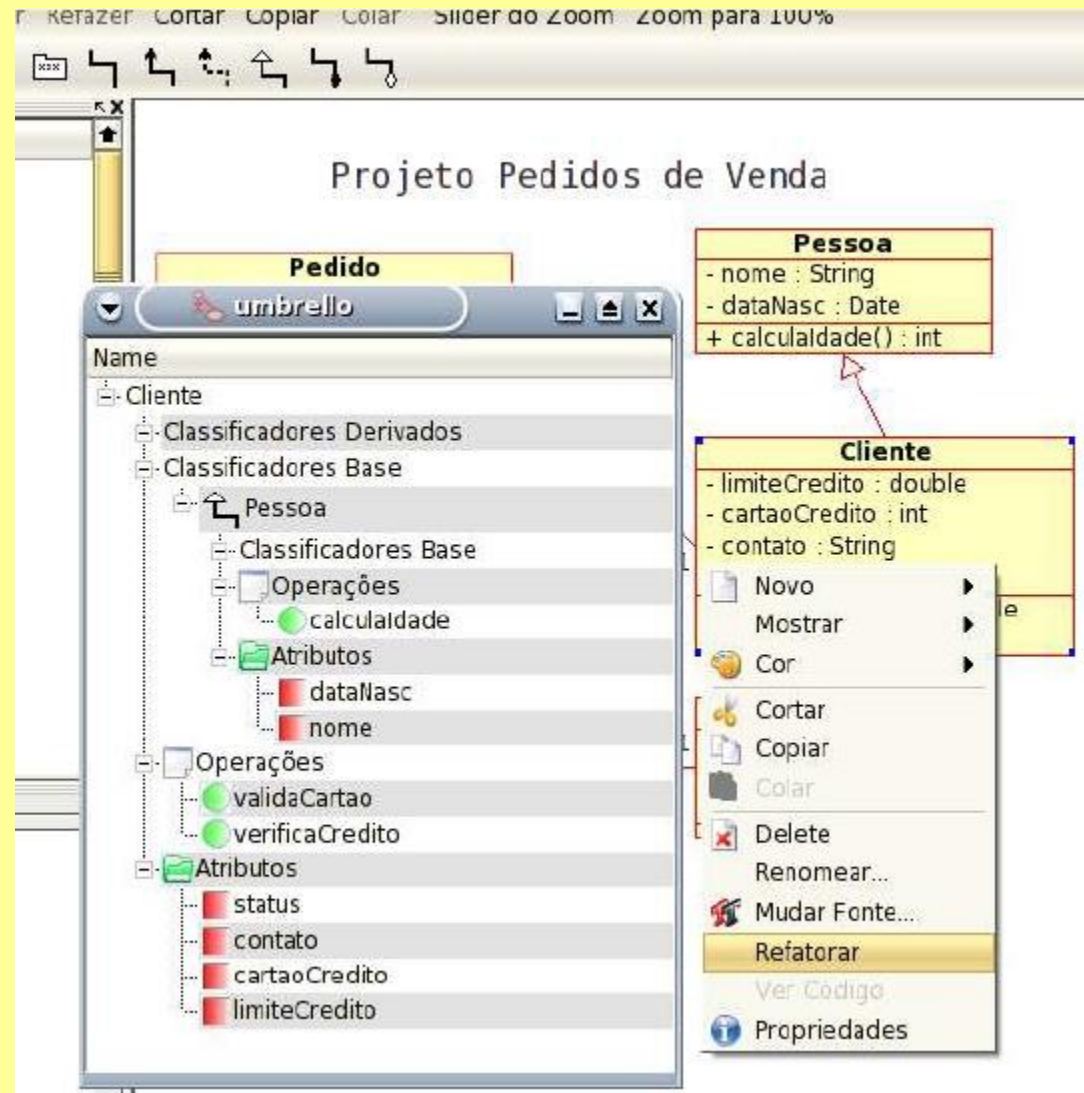 Refazer Cortar Copiar Colar Slider do Zoom Zoom para 100%
Projeto Pedidos de Venda
Pedido
Pessoa
- nome : String
- dataNasc : Date
+ calculaIdade() : int
Cliente
- limiteCredito : double
- cartaoCredito : int
- contato : String
umbrello
Name
Cliente
Classificadores Derivados
Classificadores Base
Pessoa
Classificadores Base
Operações
calculaIdade
Atributos
dataNasc
nome
Operações
validaCartao
verificaCredito
Atributos
status
contato
cartaoCredito
limiteCredito
Novo
Mostrar
Cor
Cortar
Copiar
Colar
Delete
Renomear...
Mudar Fonte...
Refatorar
Ver Código
Propriedades